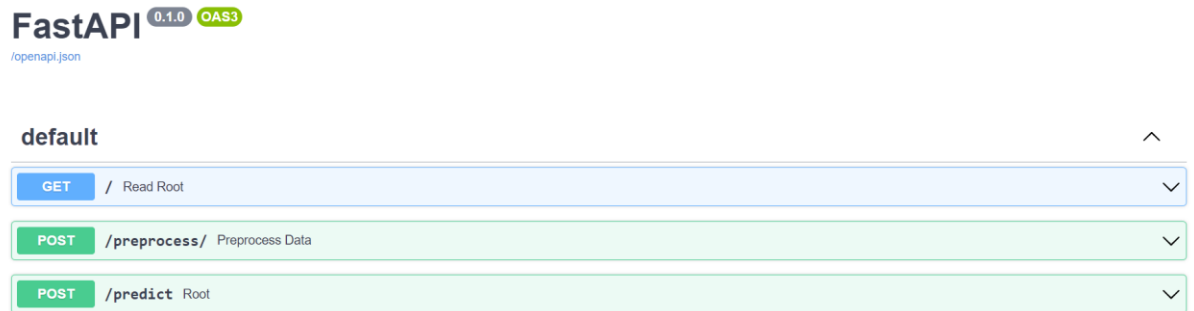 FastAPI 0.1.0 OAS3
/openapi.json
default
GET / Read Root
POST /preprocess/ Preprocess Data
POST /predict Root